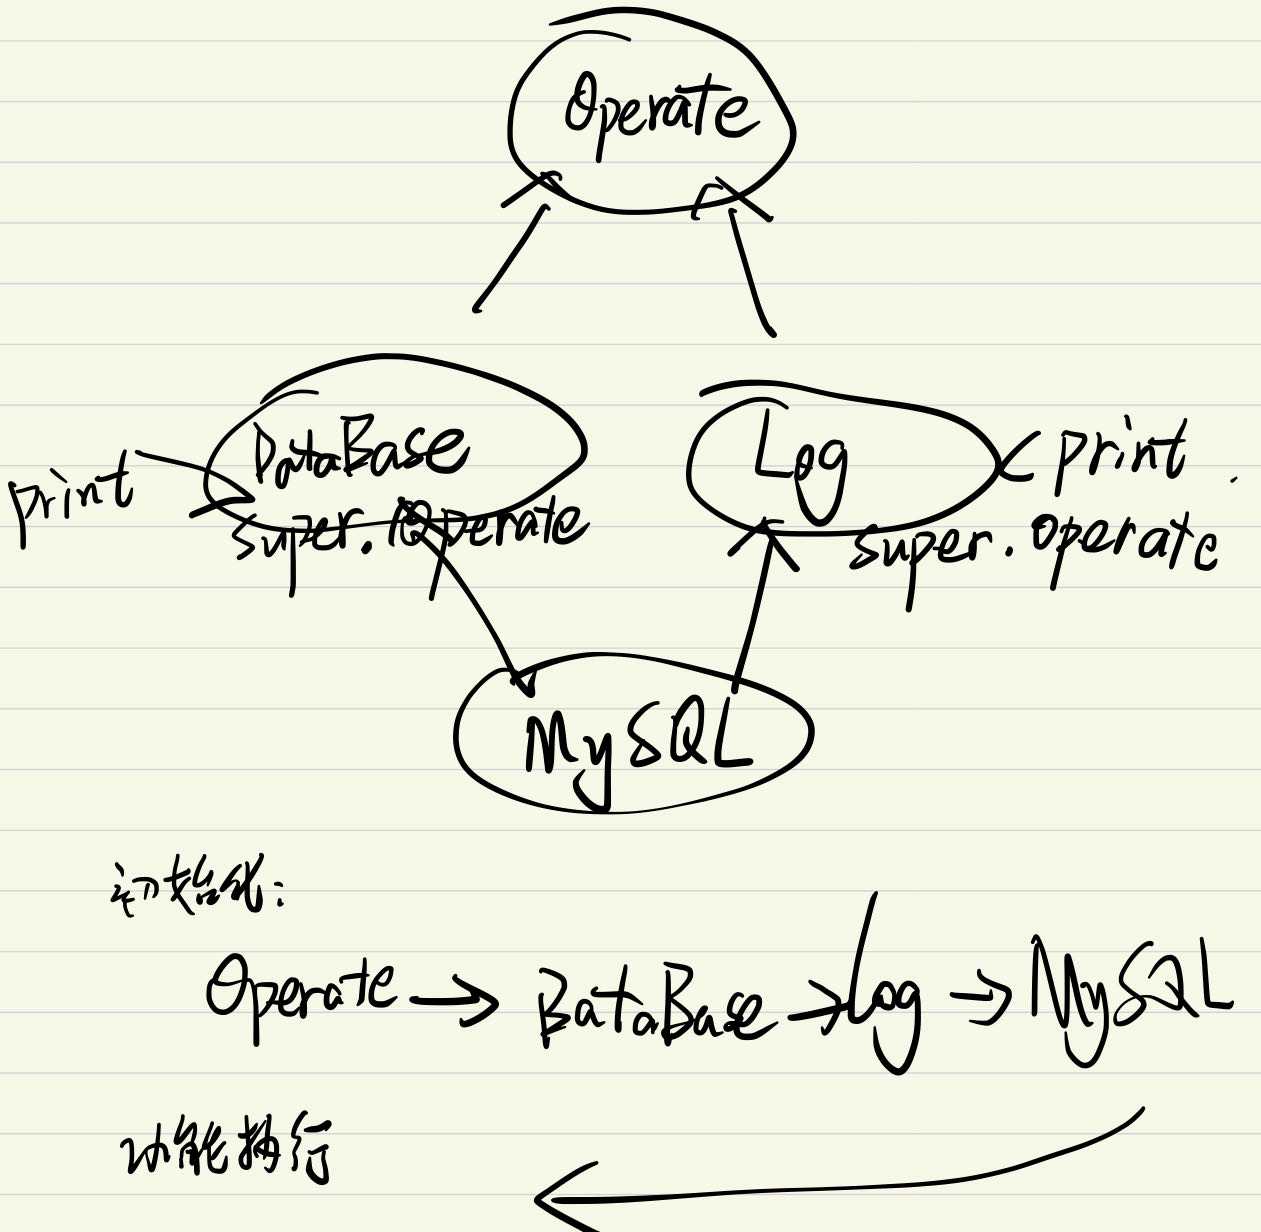 Operate
DataBase
Log
print
print
super.Operate
super.operate
MySQL
初始化:
Operate → BataBase → Log → MySQL
功能执行